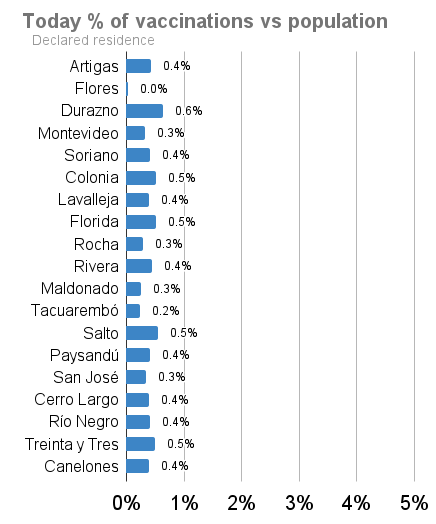 Today % of vaccinations vs population
Declared residence
Artigas 0.4%
Flores 0.0%
Durazno 0.6%
Montevideo 0.3%
Soriano 0.4%
Colonia 0.5%
Lavalleja 0.4%
Florida 0.5%
Rocha 0.3%
Rivera 0.4%
Maldonado 0.3%
Tacuarembó 0.2%
Salto 0.5%
Paysandú 0.4%
San José 0.3%
Cerro Largo 0.4%
Río Negro 0.4%
Treinta y Tres 0.5%
Canelones 0.4%
0% 1% 2% 3% 4% 5%